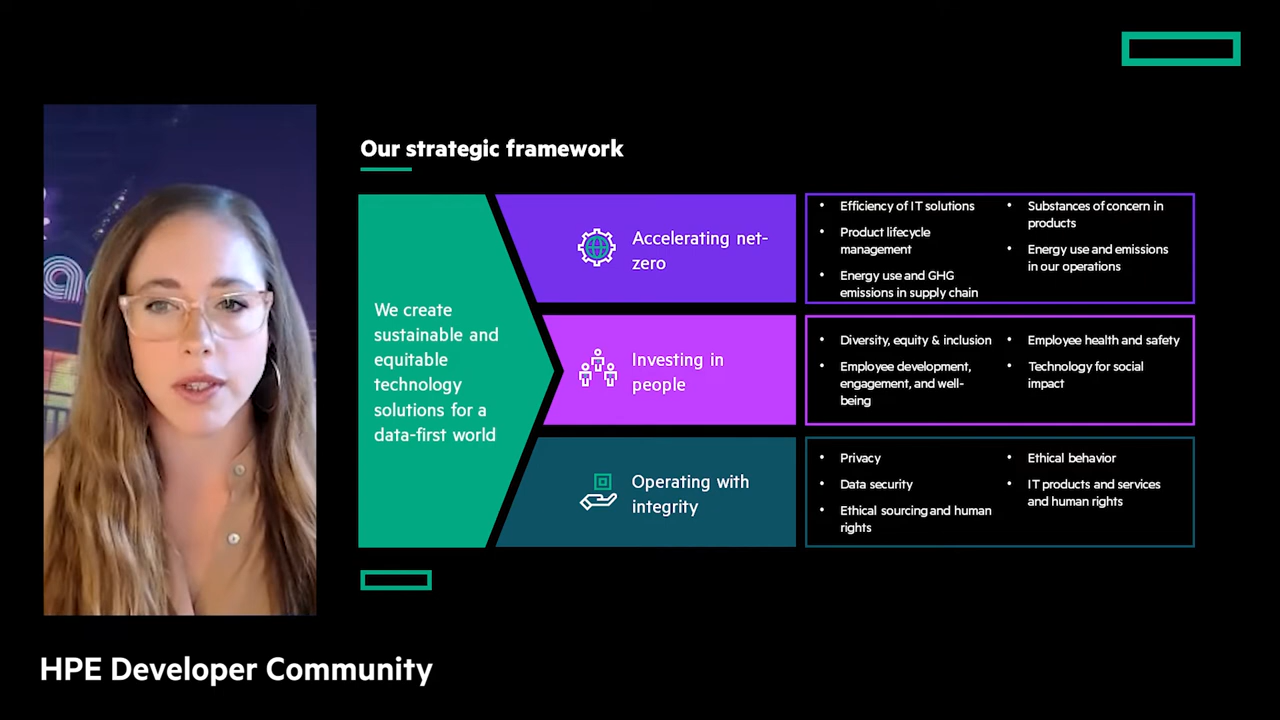 Our strategic framework
We create
sustainable and
equitable
technology
solutions for a
data-first world
Accelerating net-
zero
Efficiency of IT solutions
Product lifecycle
management
Energy use and GHG
emissions in supply chain
Substances of concern in
products
Energy use and emissions
in our operations
Investing in
people
Diversity, equity & inclusion
Employee development,
engagement, and well-
being
Employee health and safety
Technology for social
impact
Operating with
integrity
Privacy
Data security
Ethical sourcing and human
rights
Ethical behavior
IT products and services
and human rights
HPE Developer Community